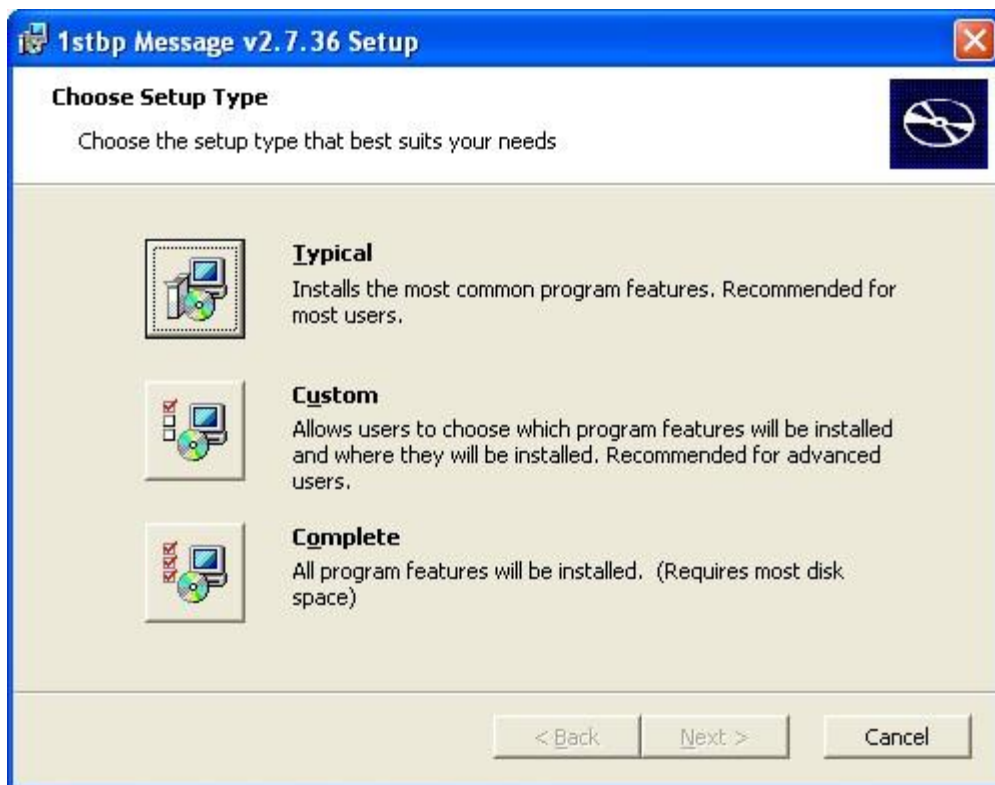 1stbp Message v2.7.36 Setup
Choose Setup Type
Choose the setup type that best suits your needs
Typical
Installs the most common program features. Recommended for
most users.
Custom
Allows users to choose which program features will be installed
and where they will be installed. Recommended for advanced
users.
Complete
All program features will be installed.  (Requires most disk
space)
< Back
Next >
Cancel